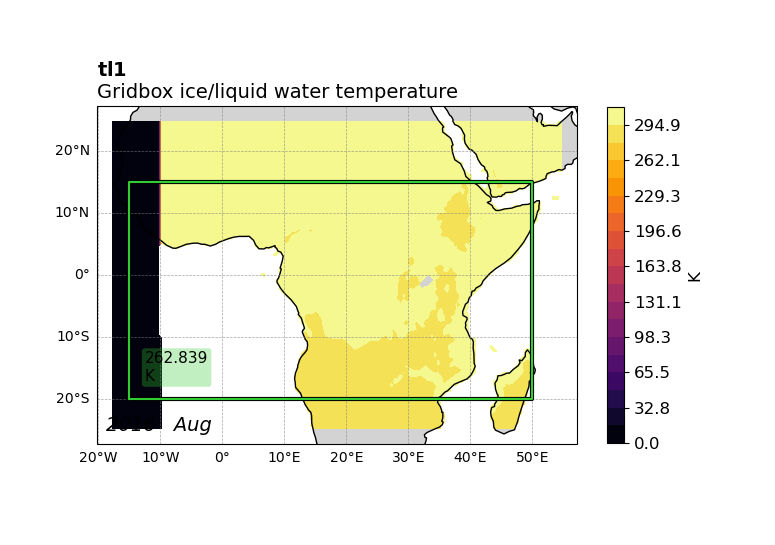 tl1
Gridbox ice/liquid water temperature
20°N
10°N
0°
10°S
20°S
262.839
K
Aug
20°W 10°W 0° 10°E 20°E 30°E 40°E 50°E
294.9
262.1
229.3
196.6
163.8
131.1
98.3
65.5
32.8
0.0
K